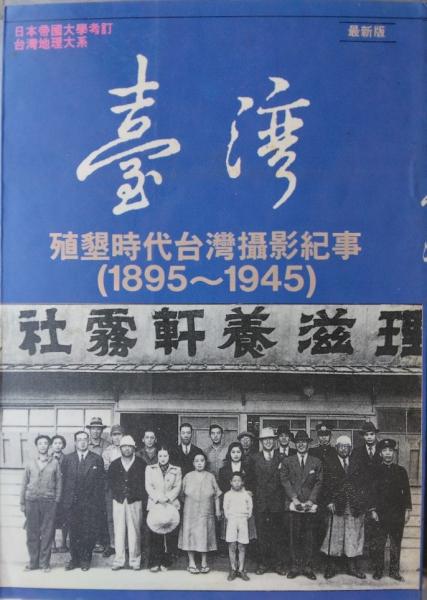 日本帝國大學考訂
台灣地理大系
最新版
臺灣
殖墾時代台灣攝影紀事
(1895～1945)
社霧軒養滋理